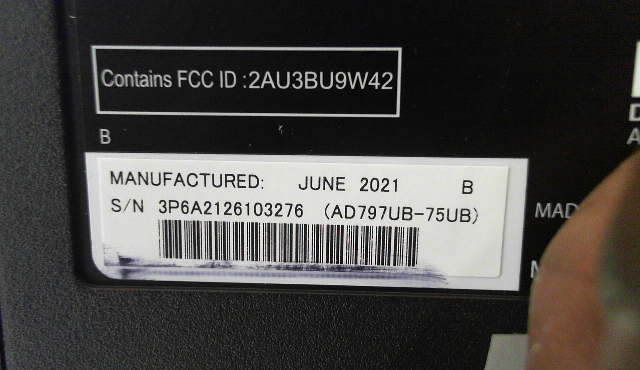 Contains FCC ID :2AU3BU9W42
B
MANUFACTURED: JUNE 2021 B
S/N 3P6A2126103276 (AD797UB-75UB)